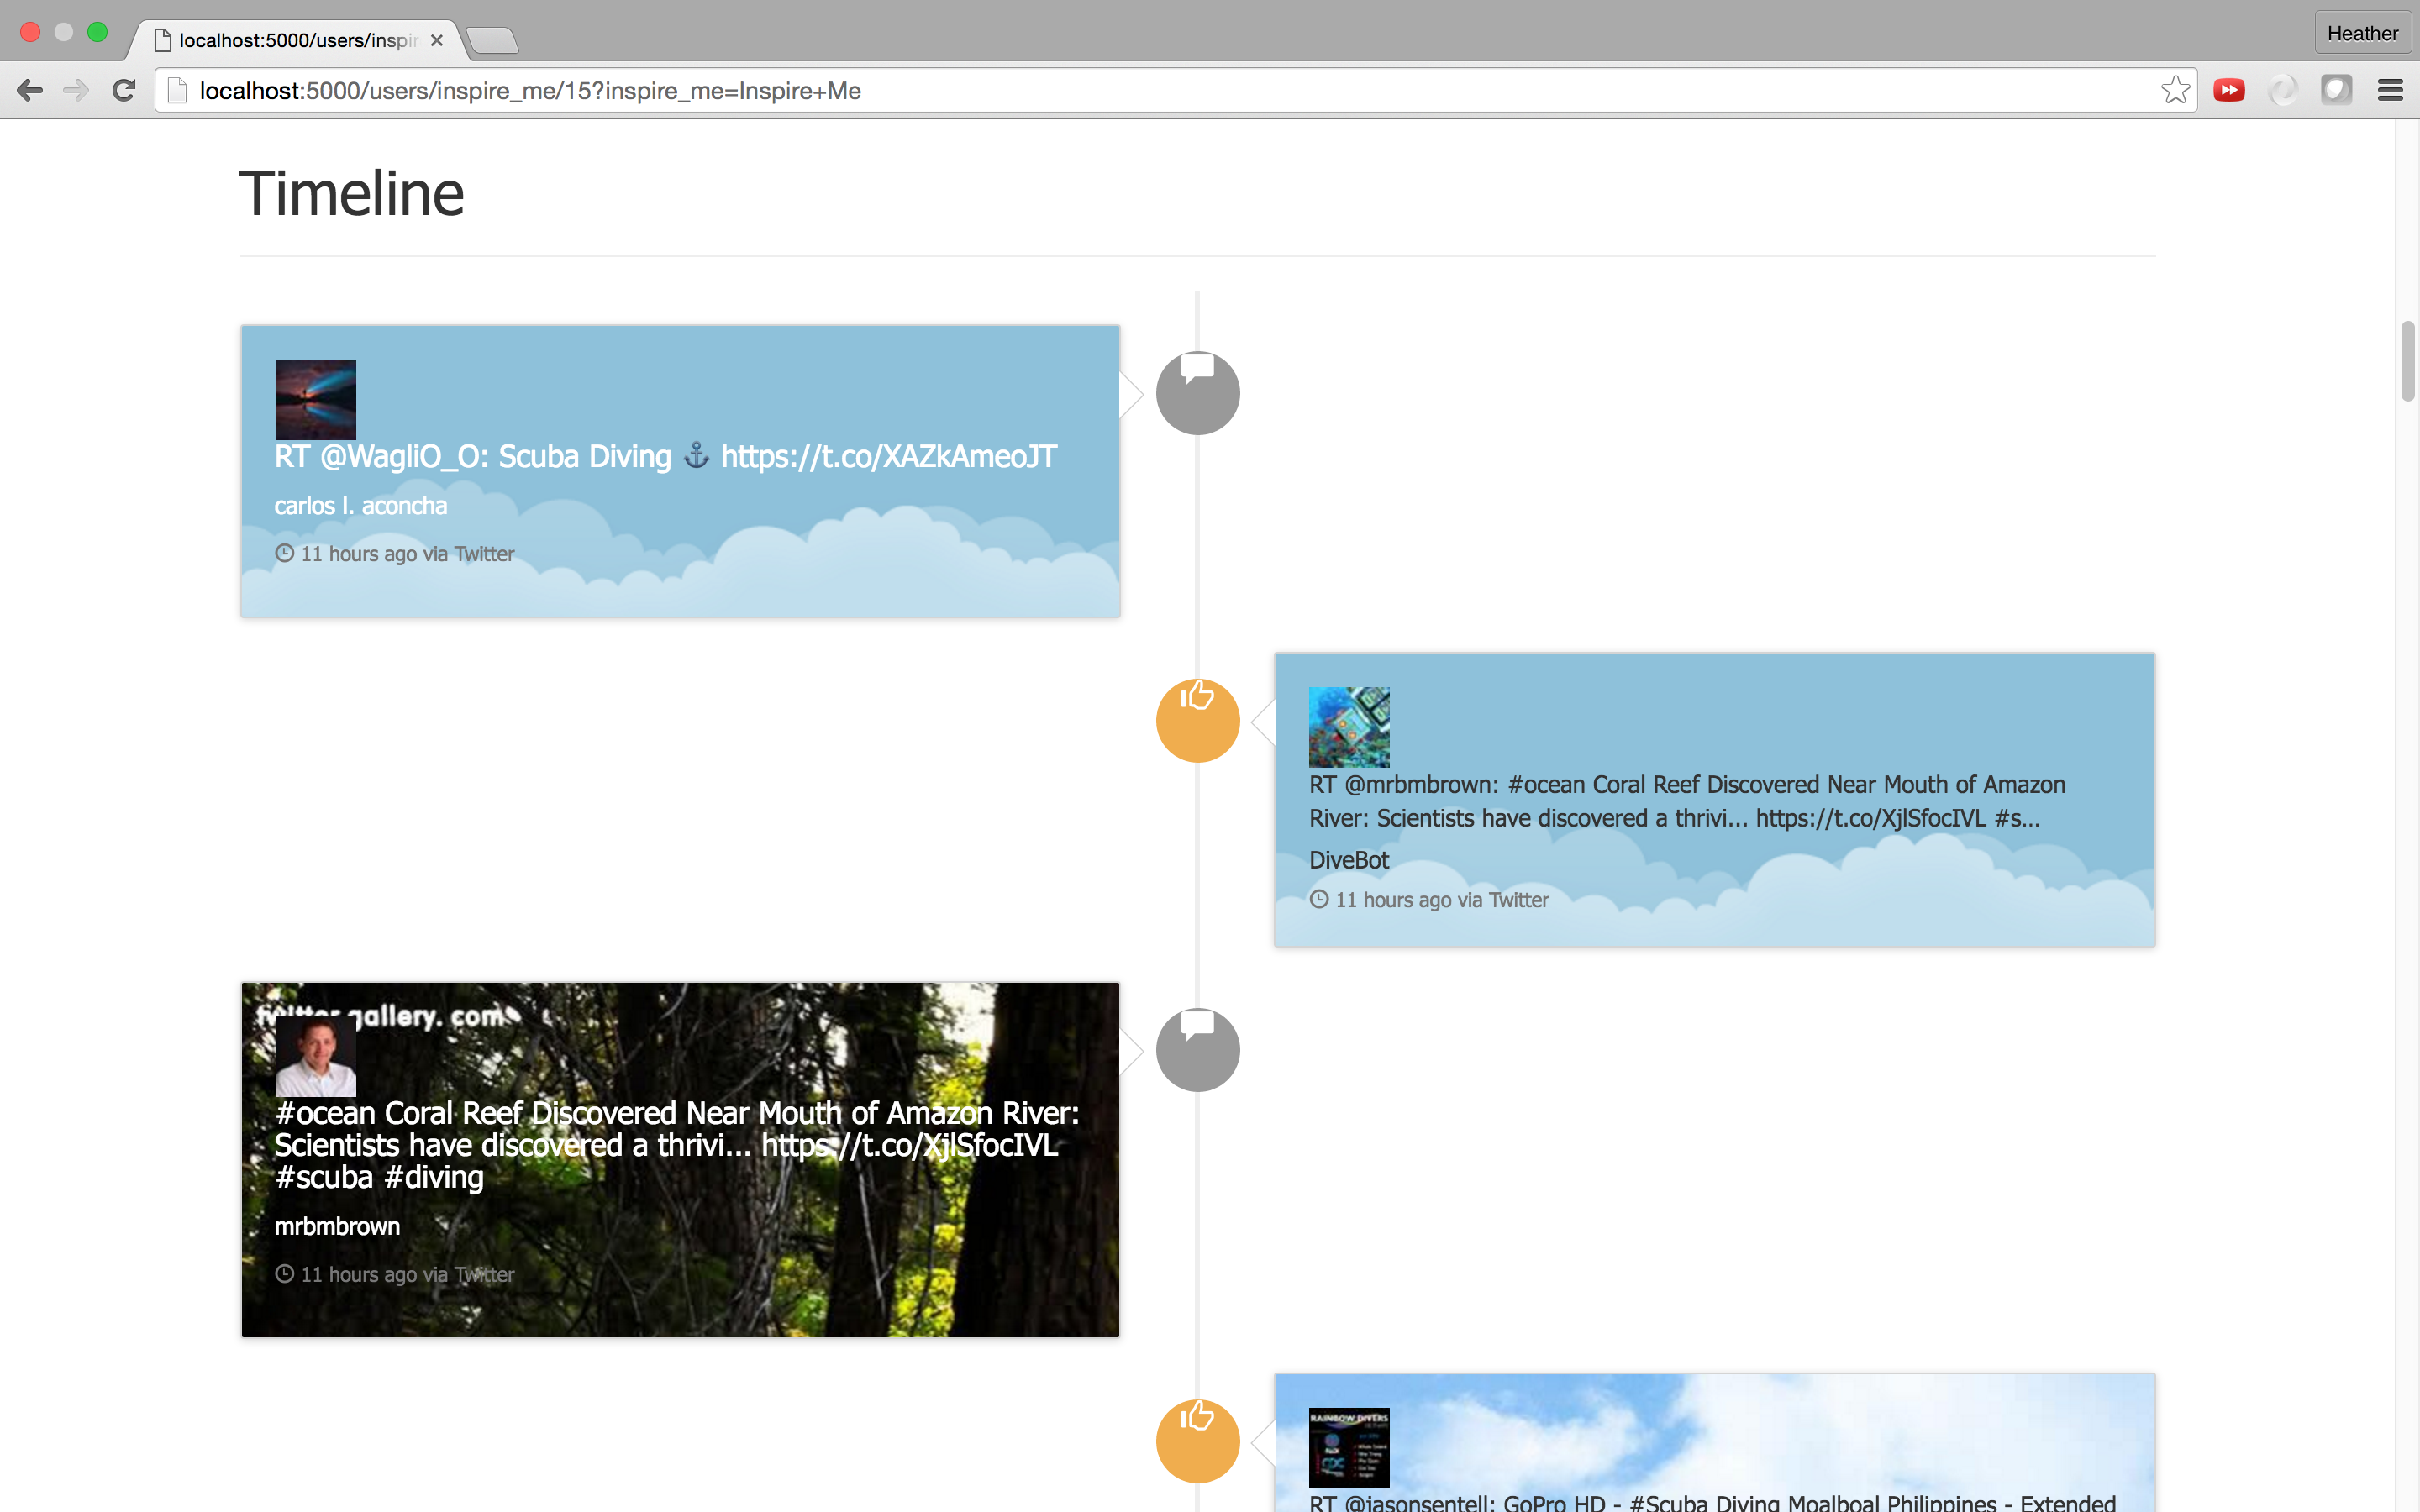 localhost:5000/users/inspir
Heather
localhost:5000/users/inspire_me/15?inspire_me=Inspire+Me
Timeline
RT @WagliO_O: Scuba Diving ⚓ https://t.co/XAZkAmeoJT
carlos l. aconcha
11 hours ago via Twitter
RT @mrbmbrown: #ocean Coral Reef Discovered Near Mouth of Amazon
River: Scientists have discovered a thrivi... https://t.co/XjlSfocIVL #s…
DiveBot
11 hours ago via Twitter
gallery. com
#ocean Coral Reef Discovered Near Mouth of Amazon River:
Scientists have discovered a thrivi... https://t.co/XjlSfocIVL
#scuba #diving
mrbmbrown
11 hours ago via Twitter
RAINBOW DIVERS
RT @jasonsentell: GoPro HD - #Scuba Diving Moalboal Philippines - Extended